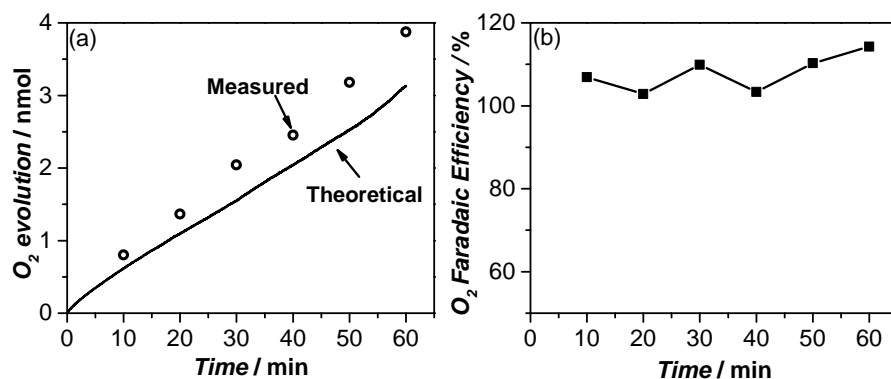 (a)
O2 evolution / nmol
4
3
2
1
0
Measured
Theoretical
0 10 20 30 40 50 60
Time / min
(b)
O2 Faradaic Efficiency / %
120
100
80
60
0 10 20 30 40 50 60
Time / min